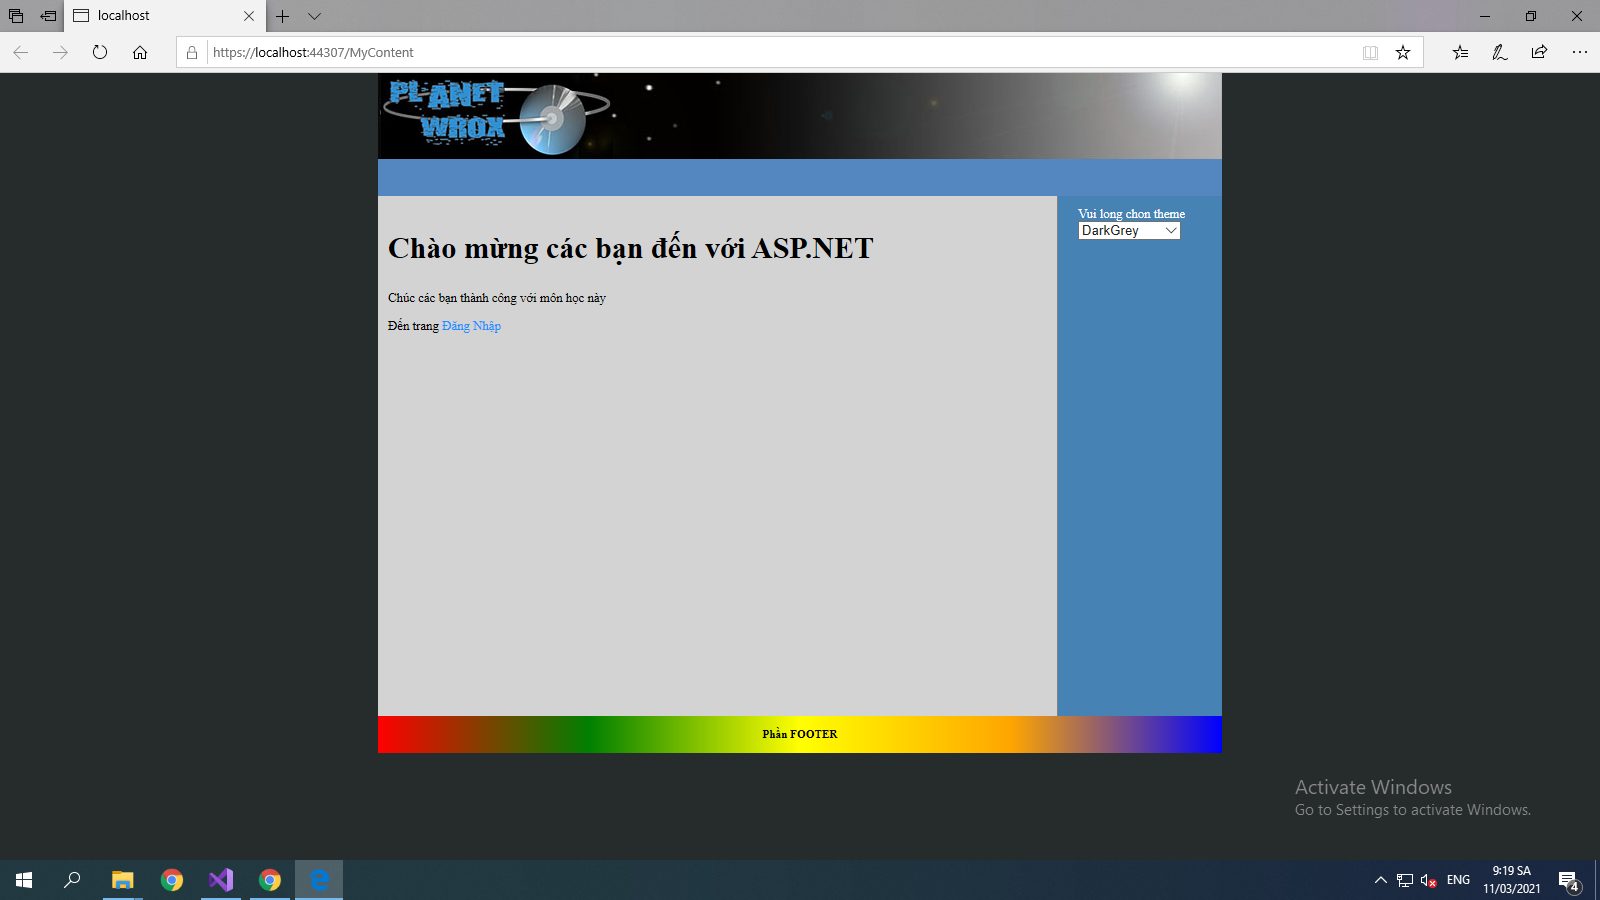 localhost
https://localhost:44307/MyContent
PLANET
WROX
Vui long chon theme
DarkGrey
Chào mừng các bạn đến với ASP.NET
Chúc các bạn thành công với môn học này
Đến trang Đăng Nhập
Phần FOOTER
Activate Windows
Go to Settings to activate Windows.
ENG
9:19 SA
11/03/2021
4